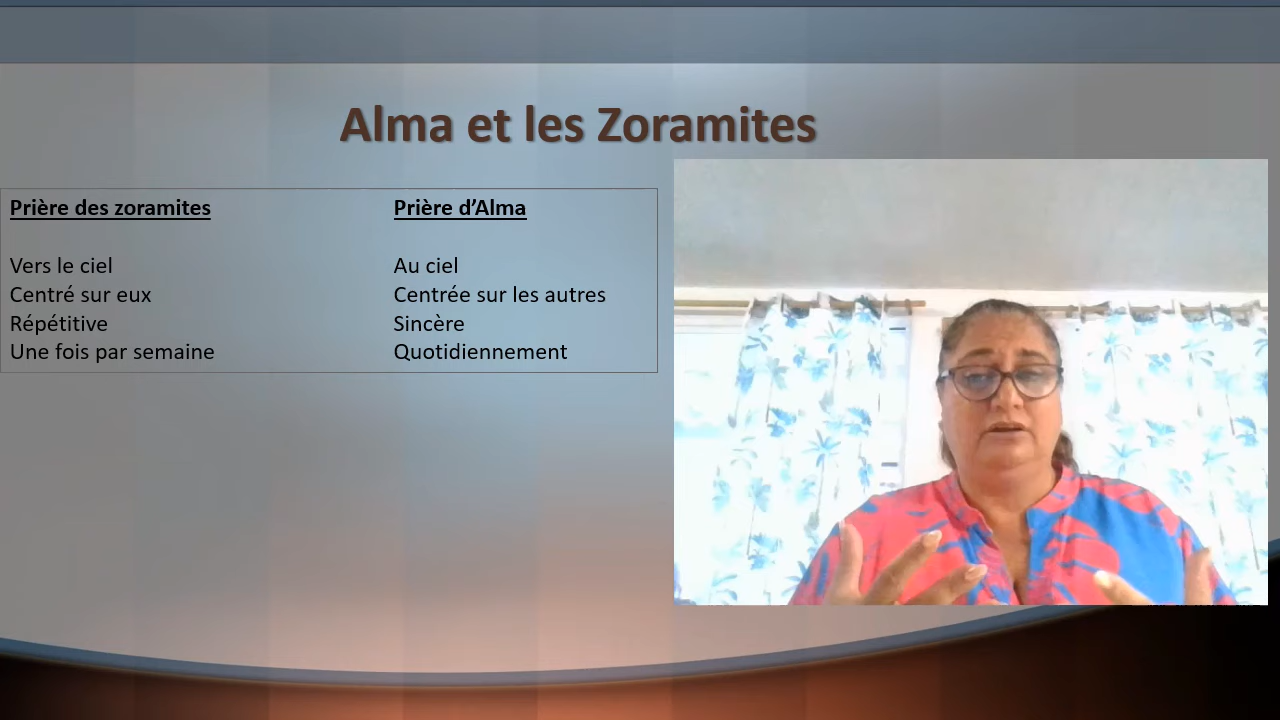 Alma et les Zoramites
Prière des zoramites Prière d’Alma
Vers le ciel Au ciel
Centré sur eux Centrée sur les autres
Répétitive Sincère
Une fois par semaine Quotidiennement